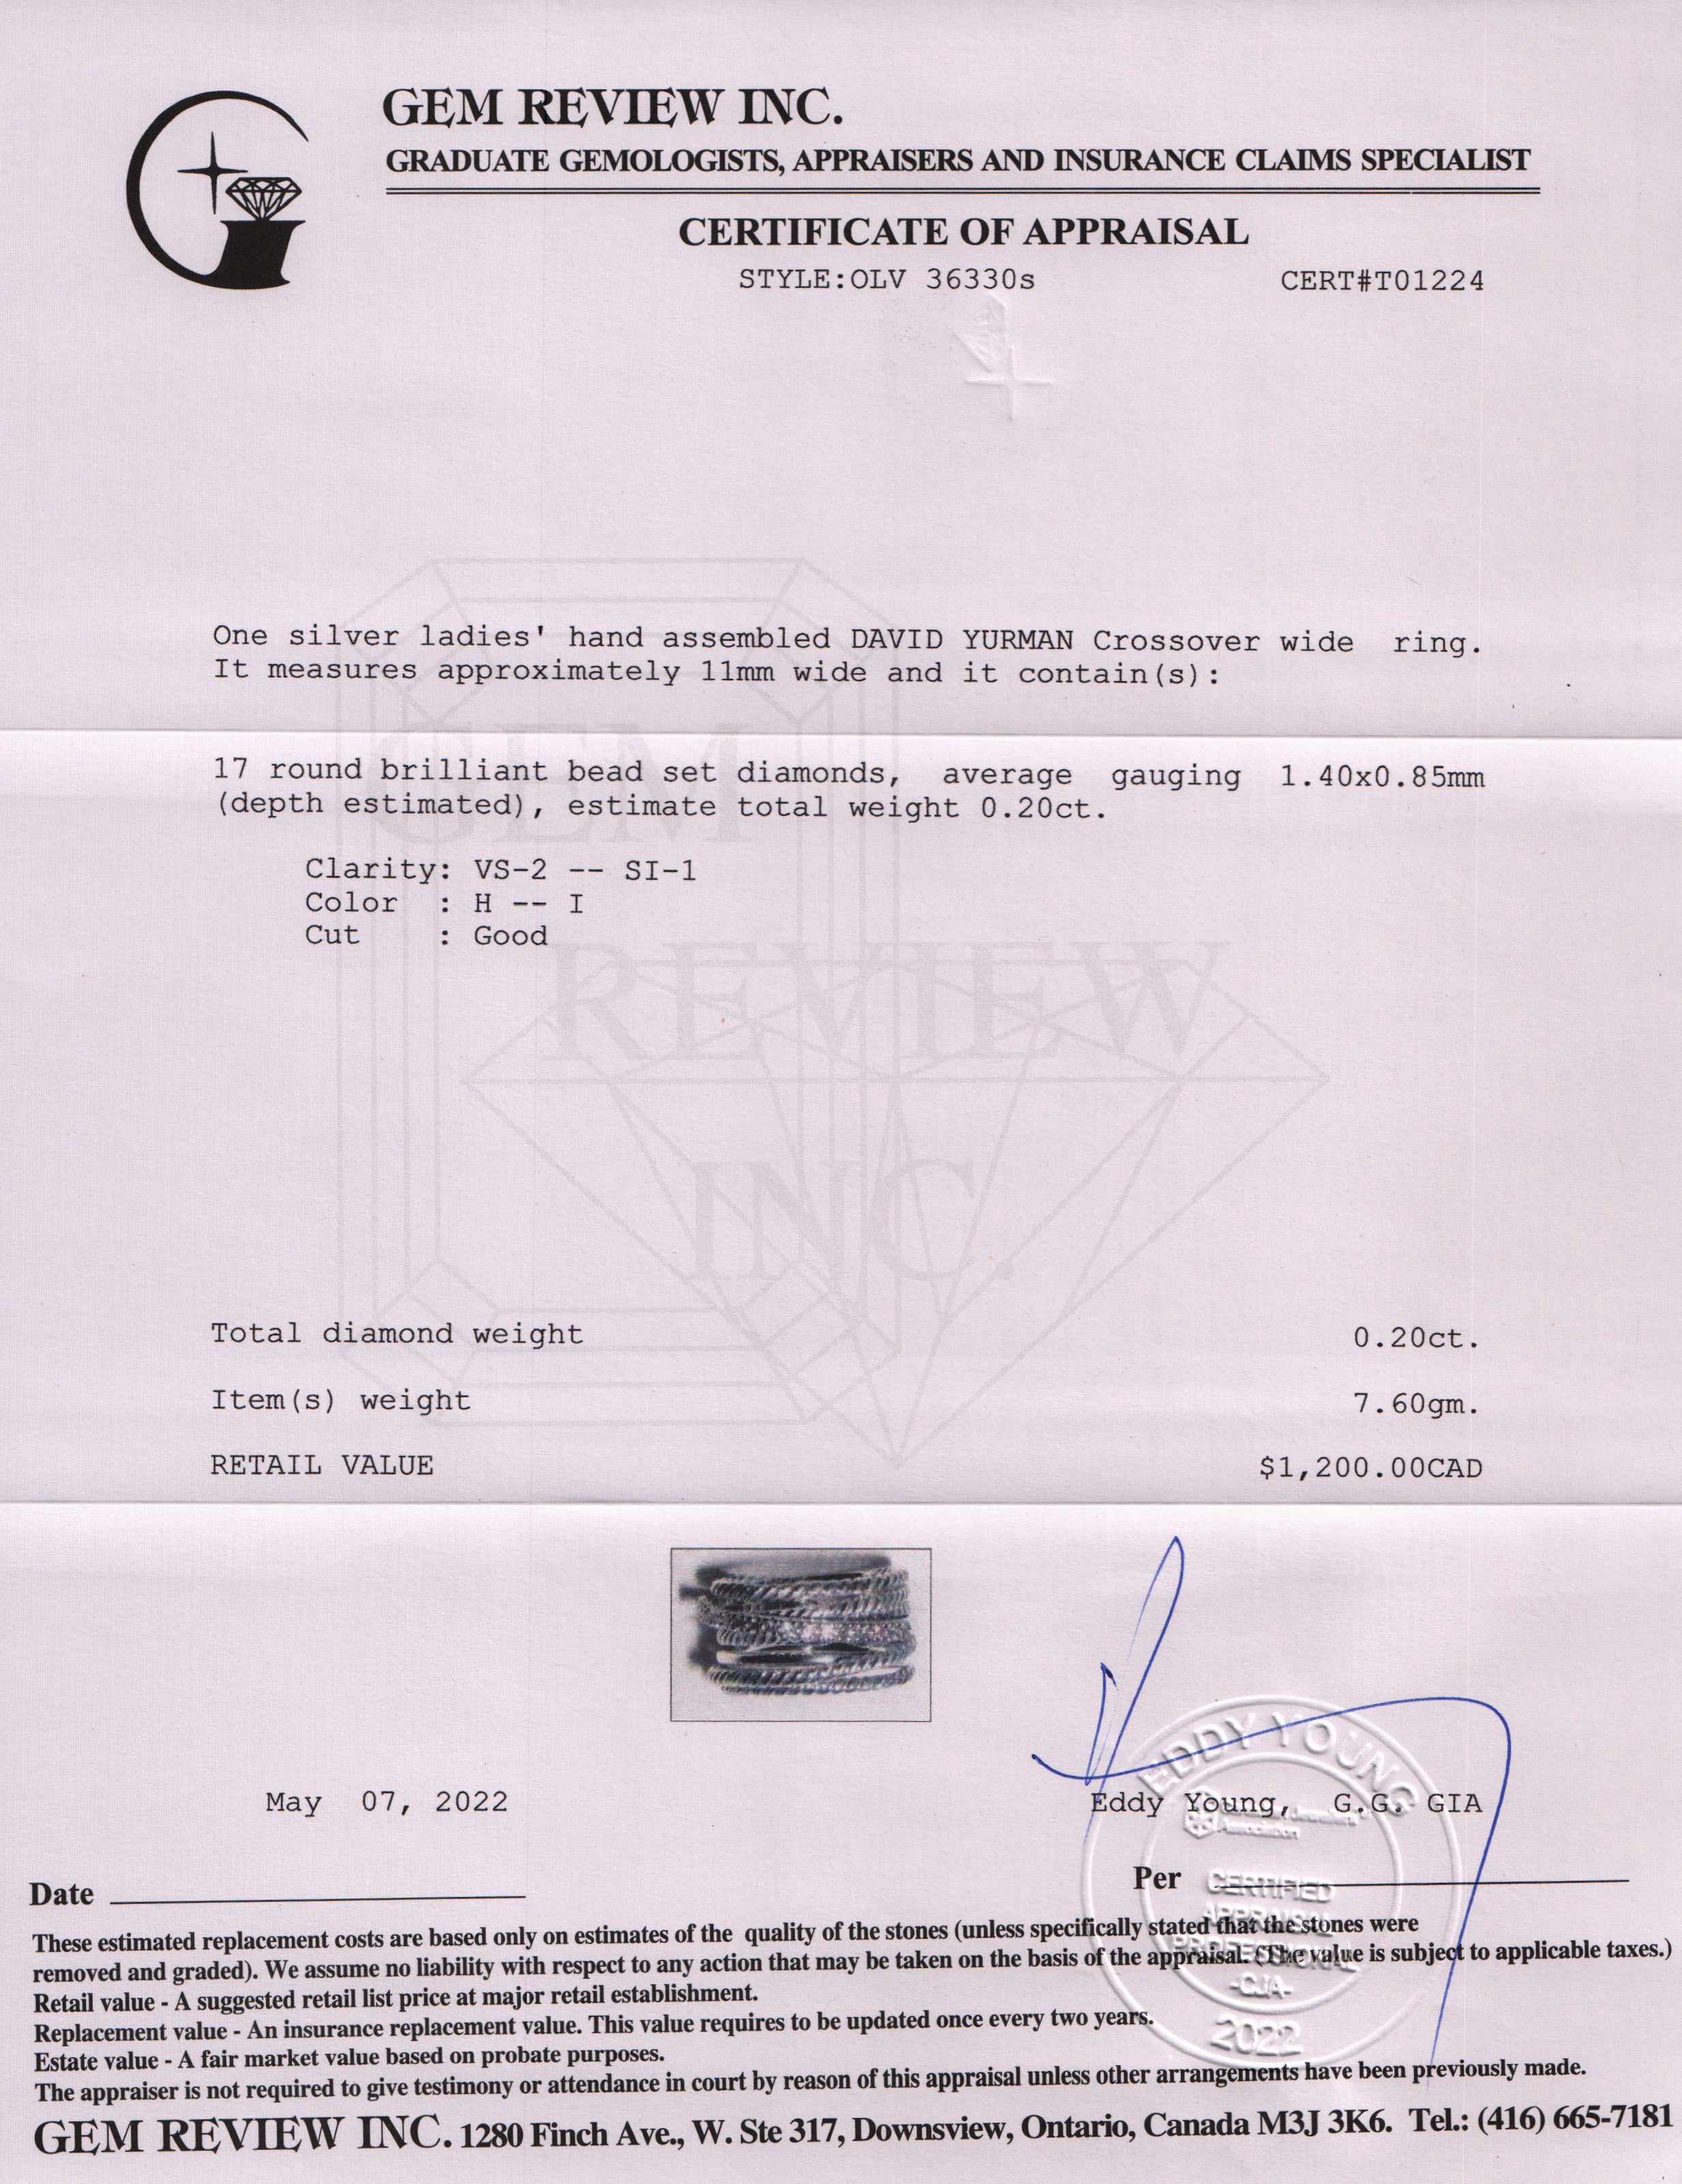 GEM REVIEW INC.
GRADUATE GEMOLOGISTS, APPRAISERS AND INSURANCE CLAIMS SPECIALIST
CERTIFICATE OF APPRAISAL
STYLE:OLV 36330s
CERT#T01224
One silver ladies' hand assembled DAVID YURMAN Crossover wide ring.
It measures approximately 11mm wide and it contain(s):
17 round brilliant bead set diamonds, average gauging 1.40x0.85mm
(depth estimated), estimate total weight 0.20ct.
Clarity: VS-2 -- SI-1
Color : H -- I
Cut : Good
GEM
REVIEW
INC.
Total diamond weight 0.20ct.
Item(s) weight 7.60gm.
RETAIL VALUE $1,200.00CAD
May 07, 2022
Eddy Young, G.G. GIA
Date
Per
EDDY YOUNG
Association
CERTIFIED
APPRAISAL
PROFESSIONAL
-CJA-
2022
These estimated replacement costs are based only on estimates of the quality of the stones (unless specifically stated that the stones were
removed and graded). We assume no liability with respect to any action that may be taken on the basis of the appraisal. (The value is subject to applicable taxes.)
Retail value - A suggested retail list price at major retail establishment.
Replacement value - An insurance replacement value. This value requires to be updated once every two years.
Estate value - A fair market value based on probate purposes.
The appraiser is not required to give testimony or attendance in court by reason of this appraisal unless other arrangements have been previously made.
GEM REVIEW INC. 1280 Finch Ave., W. Ste 317, Downsview, Ontario, Canada M3J 3K6. Tel.: (416) 665-7181